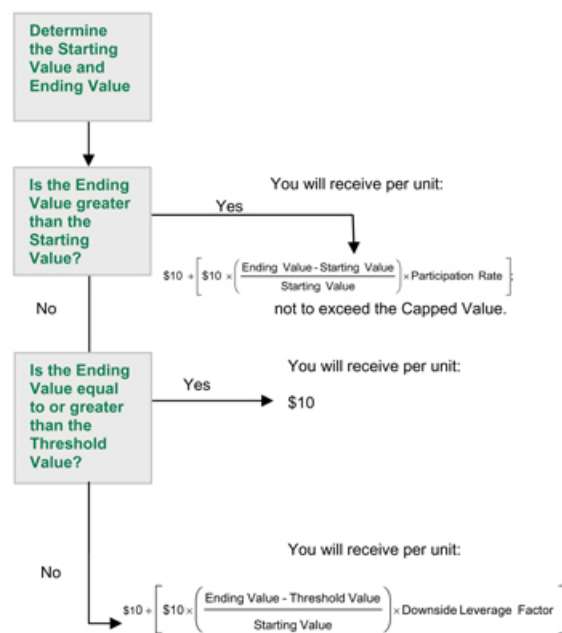 Determine
the Starting
Value and
Ending Value
Is the Ending
Value greater
than the
Starting
Value?
Yes
You will receive per unit:
$10 + [ $10 × ( Ending Value - Starting Value / Starting Value ) × Participation Rate ];
not to exceed the Capped Value.
No
Is the Ending
Value equal
to or greater
than the
Threshold
Value?
Yes
You will receive per unit:
$10
No
You will receive per unit:
$10 + [ $10 × ( Ending Value - Threshold Value / Starting Value ) × Downside Leverage Factor ]